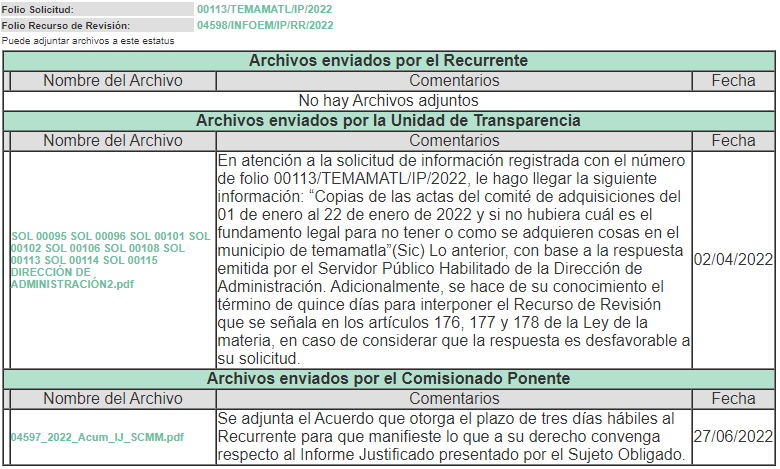 Folio Solicitud: 00113/TEMAMATL/IP/2022
Folio Recurso de Revisión: 04598/INFOEM/IP/RR/2022
Puede adjuntar archivos a este estatus
Archivos enviados por el Recurrente
Nombre del Archivo Comentarios Fecha
No hay Archivos adjuntos
Archivos enviados por la Unidad de Transparencia
Nombre del Archivo Comentarios Fecha
SOL 00095 SOL 00096 SOL 00101 SOL
00102 SOL 00106 SOL 00108 SOL
00113 SOL 00114 SOL 00115
DIRECCIÓN DE
ADMINISTRACIÓN2.pdf
En atención a la solicitud de información registrada con el número
de folio 00113/TEMAMATL/IP/2022, le hago llegar la siguiente
información: “Copias de las actas del comité de adquisiciones del
01 de enero al 22 de enero de 2022 y si no hubiera cuál es el
fundamento legal para no tener o como se adquieren cosas en el
municipio de temamatla”(Sic) Lo anterior, con base a la respuesta
emitida por el Servidor Público Habilitado de la Dirección de
Administración. Adicionalmente, se hace de su conocimiento el
término de quince días para interponer el Recurso de Revisión
que se señala en los artículos 176, 177 y 178 de la Ley de la
materia, en caso de considerar que la respuesta es desfavorable a
su solicitud.
02/04/2022
Archivos enviados por el Comisionado Ponente
Nombre del Archivo Comentarios Fecha
04597_2022_Acum_IJ_SCMM.pdf
Se adjunta el Acuerdo que otorga el plazo de tres días hábiles al
Recurrente para que manifieste lo que a su derecho convenga
respecto al Informe Justificado presentado por el Sujeto Obligado.
27/06/2022